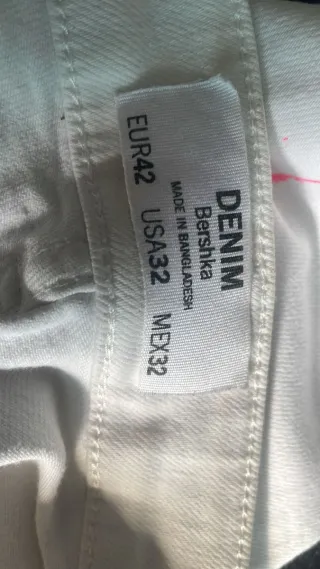 DENIM
Bershka
MADE IN BANGLADESH
EUR42 USA32 MEX32